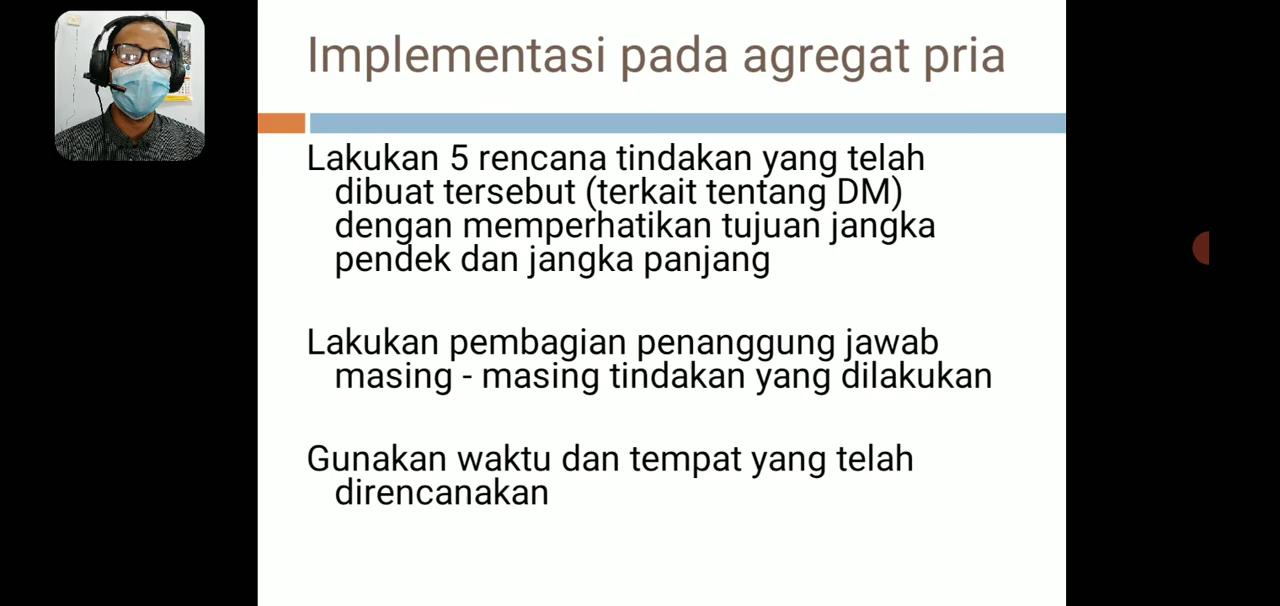 Implementasi pada agregat pria
Lakukan 5 rencana tindakan yang telah
dibuat tersebut (terkait tentang DM)
dengan memperhatikan tujuan jangka
pendek dan jangka panjang
Lakukan pembagian penanggung jawab
masing - masing tindakan yang dilakukan
Gunakan waktu dan tempat yang telah
direncanakan